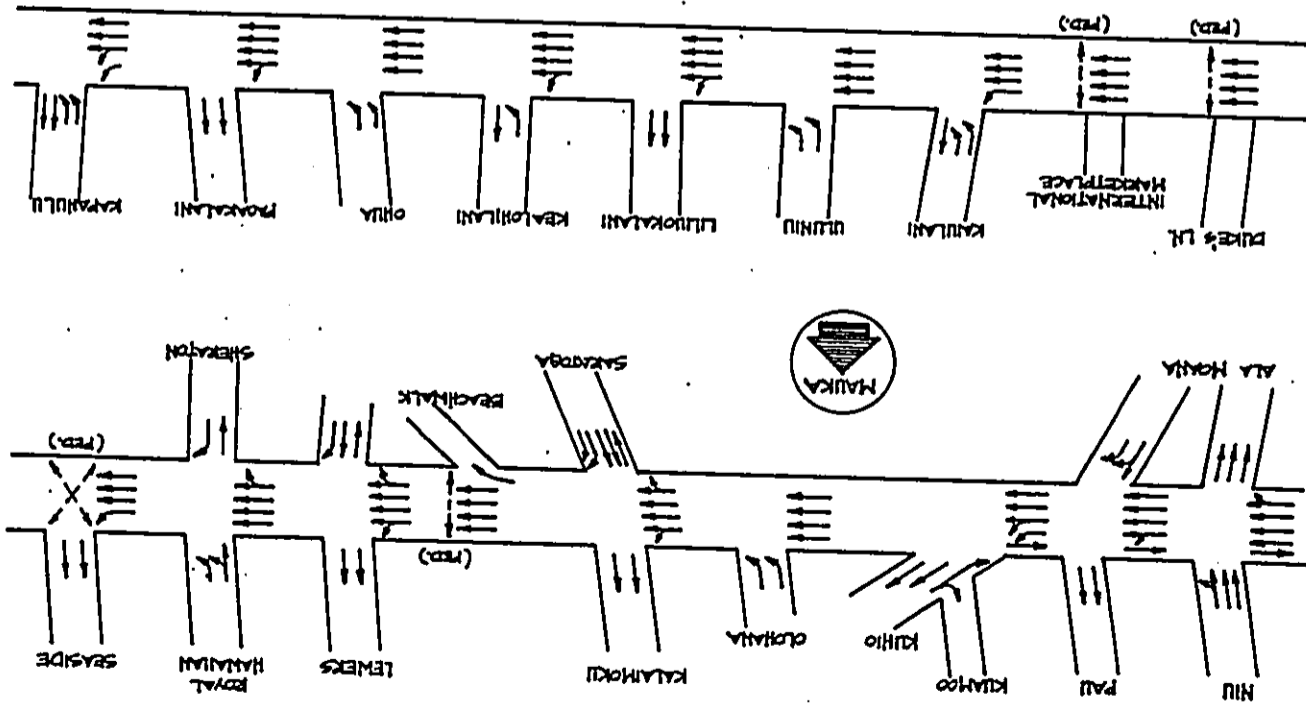 NIU
PAU
KUAMOO
KUHIO
OLOHANA
KALAIMOKU
LEWERS
ROYAL
HAWAIIAN
SEASIDE
(PED.)
(PED.)
ALA MOANA
MAUKA
SARATOGA
BEACHWALK
SHERATON
DUKE'S LN.
INTERNATIONAL
MARKETPLACE
KAIULANI
ULUNIU
LILIUOKALANI
KEALOHILANI
OHUA
PAOAKALANI
KAPAHULU
(PED.)
(PED.)